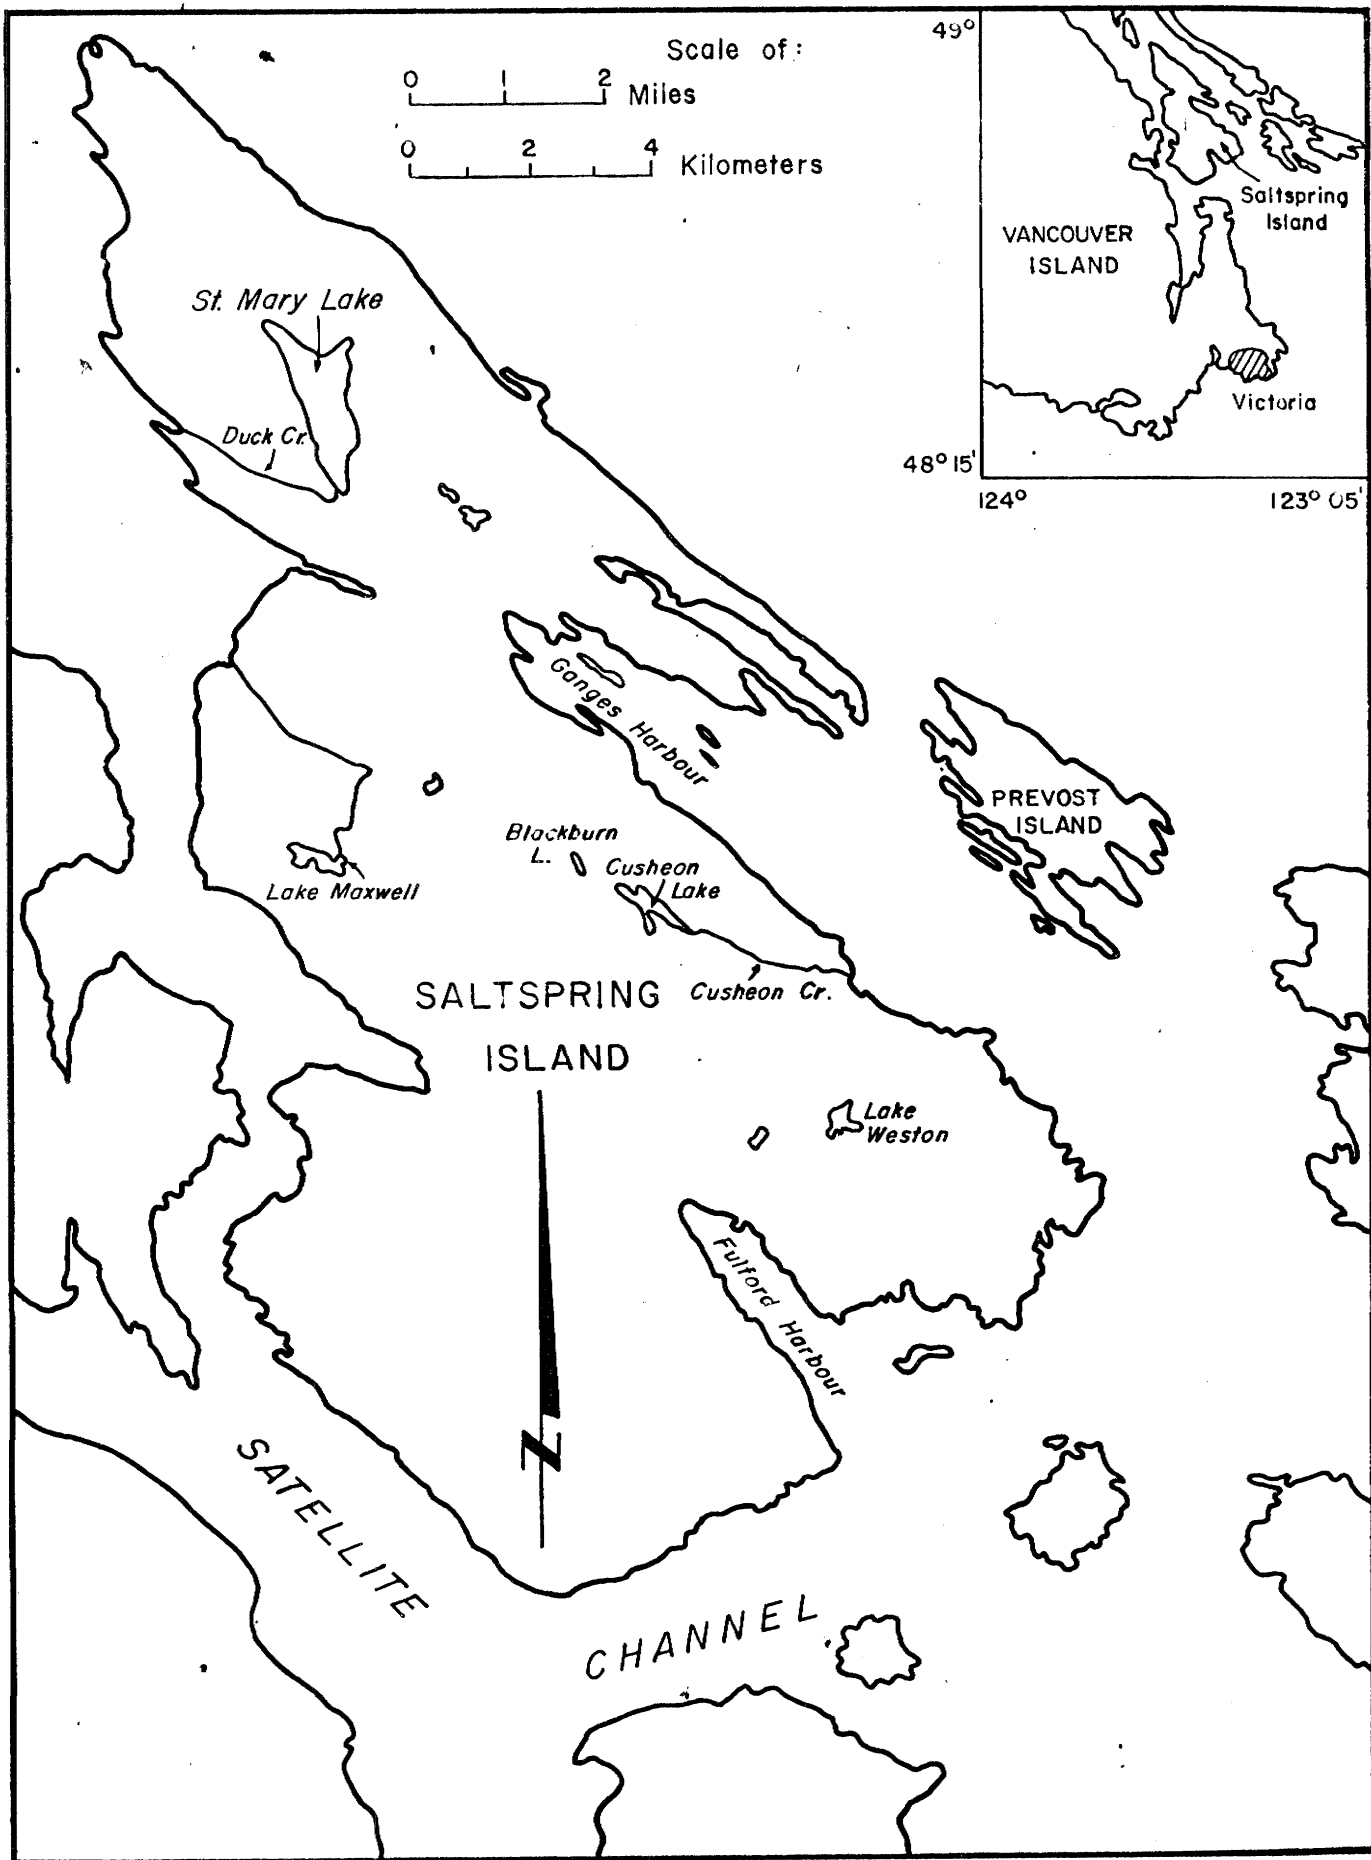 Scale of:
0 1 2
Miles
0 2 4
Kilometers
49°
Saltspring
Island
VANCOUVER
ISLAND
Victoria
48° 15'
124° 123° 05'
St. Mary Lake
Duck Cr.
Ganges Harbour
PREVOST
ISLAND
Blackburn
L.
Cusheon
Lake
Lake Maxwell
Cusheon Cr.
SALTSPRING
ISLAND
Lake
Weston
Fulford Harbour
N
SATELLITE
CHANNEL